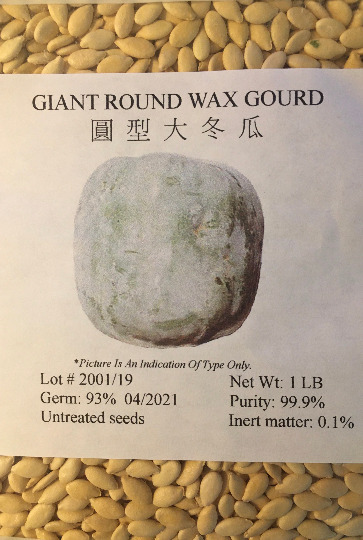 GIANT ROUND WAX GOURD
圓型大冬瓜
*Picture Is An Indication Of Type Only.
Lot # 2001/19 Net Wt: 1 LB
Germ: 93% 04/2021 Purity: 99.9%
Untreated seeds Inert matter: 0.1%